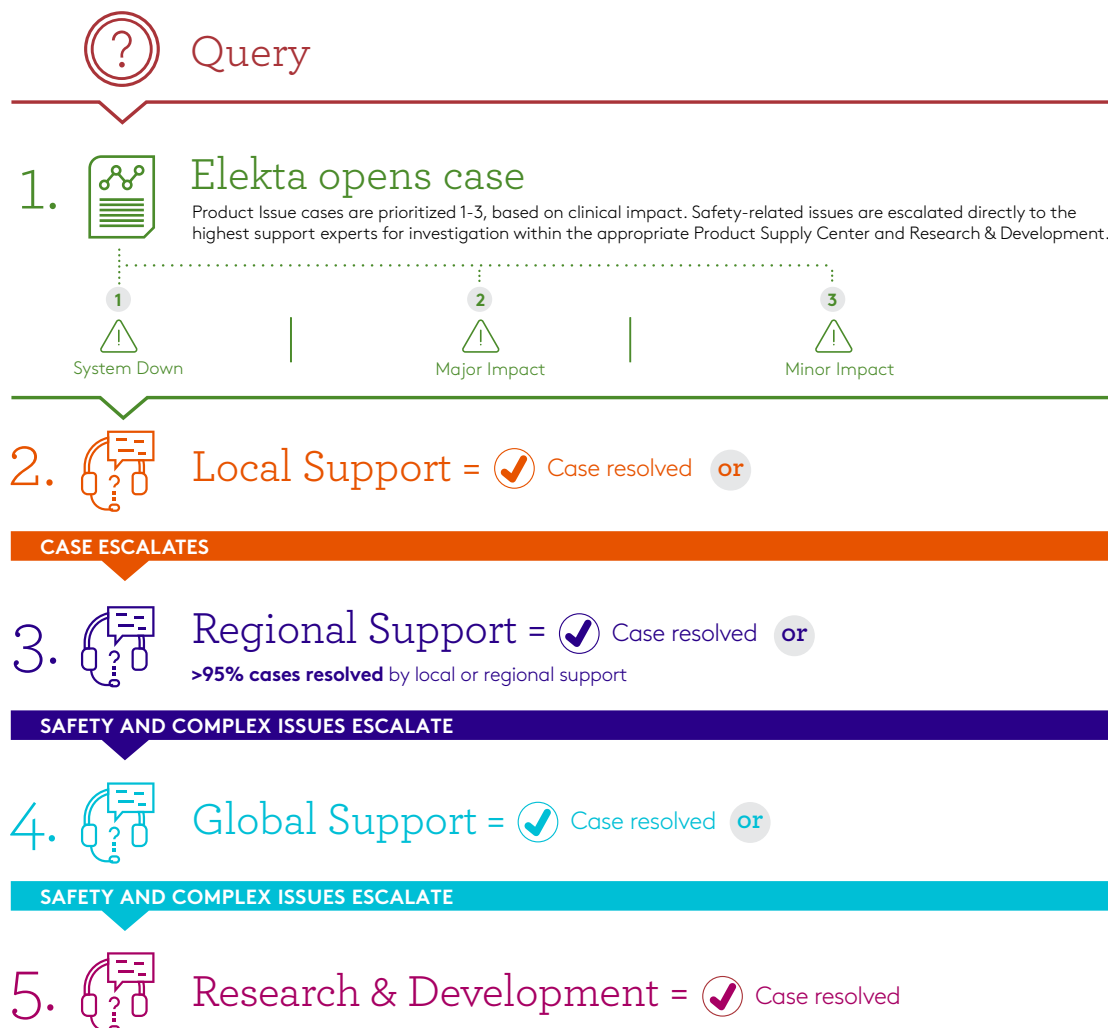 ?
Query
1.
Elekta opens case
Product Issue cases are prioritized 1-3, based on clinical impact. Safety-related issues are escalated directly to the
highest support experts for investigation within the appropriate Product Supply Center and Research & Development.
1 2 3
! ! !
System Down Major Impact Minor Impact
2. ? Local Support = Case resolved or
CASE ESCALATES
3. ? Regional Support = Case resolved or
>95% cases resolved by local or regional support
SAFETY AND COMPLEX ISSUES ESCALATE
4. ? Global Support = Case resolved or
SAFETY AND COMPLEX ISSUES ESCALATE
5. ? Research & Development = Case resolved